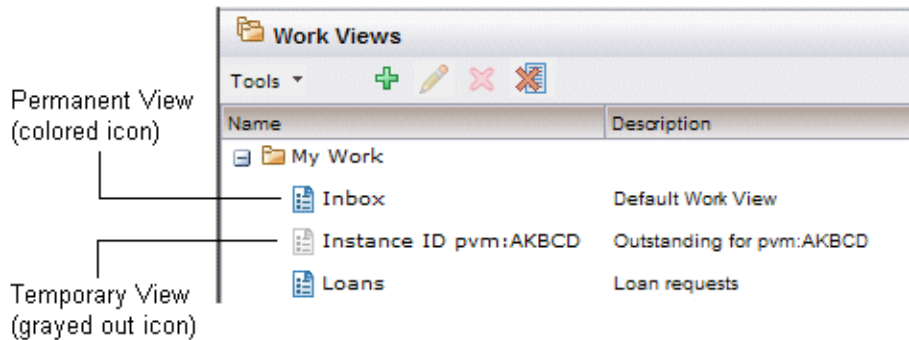 Work Views
Tools
Permanent View
(colored icon)
Name Description
My Work
Inbox Default Work View
Instance ID pvm:AKBCD Outstanding for pvm:AKBCD
Loans Loan requests
Temporary View
(grayed out icon)